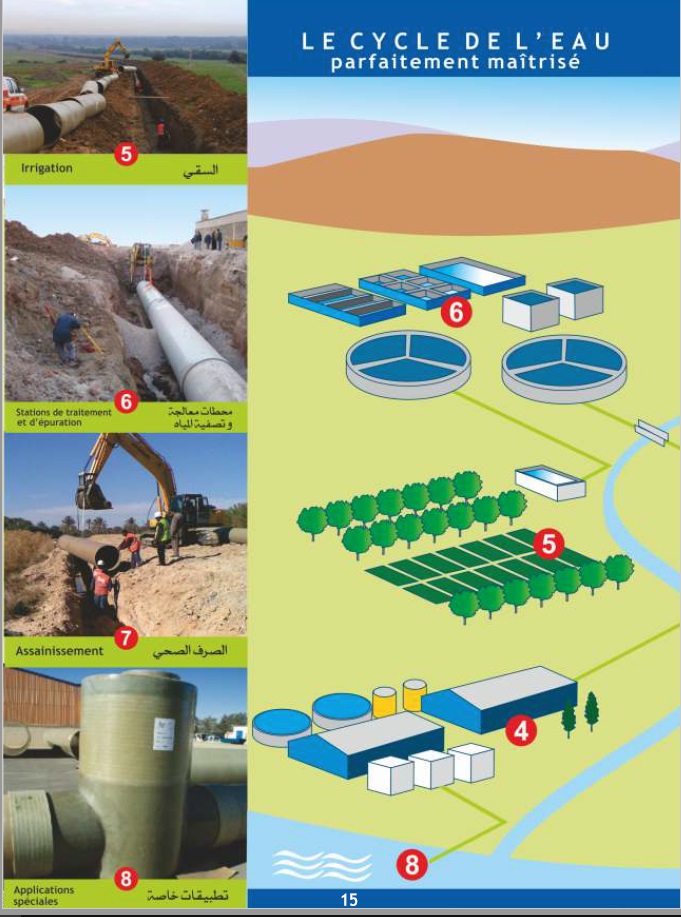 LE CYCLE DE L'EAU
parfaitement maîtrisé
5
Irrigation
السقي
6
Stations de traitement
et d'épuration
محطات معالجة
وتصفية المياه
7
Assainissement
الصرف الصحي
8
Applications
spéciales
تطبيقات خاصة
6
5
4
8
15